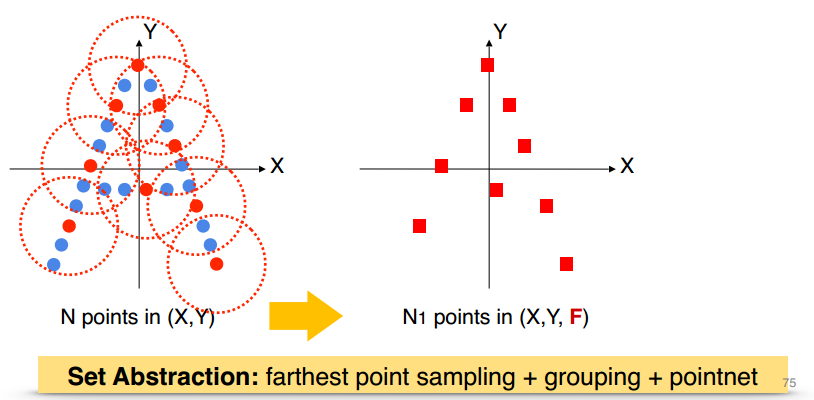 Y
Y
X
X
N points in (X,Y)
N1 points in (X,Y, F)
Set Abstraction: farthest point sampling + grouping + pointnet
75